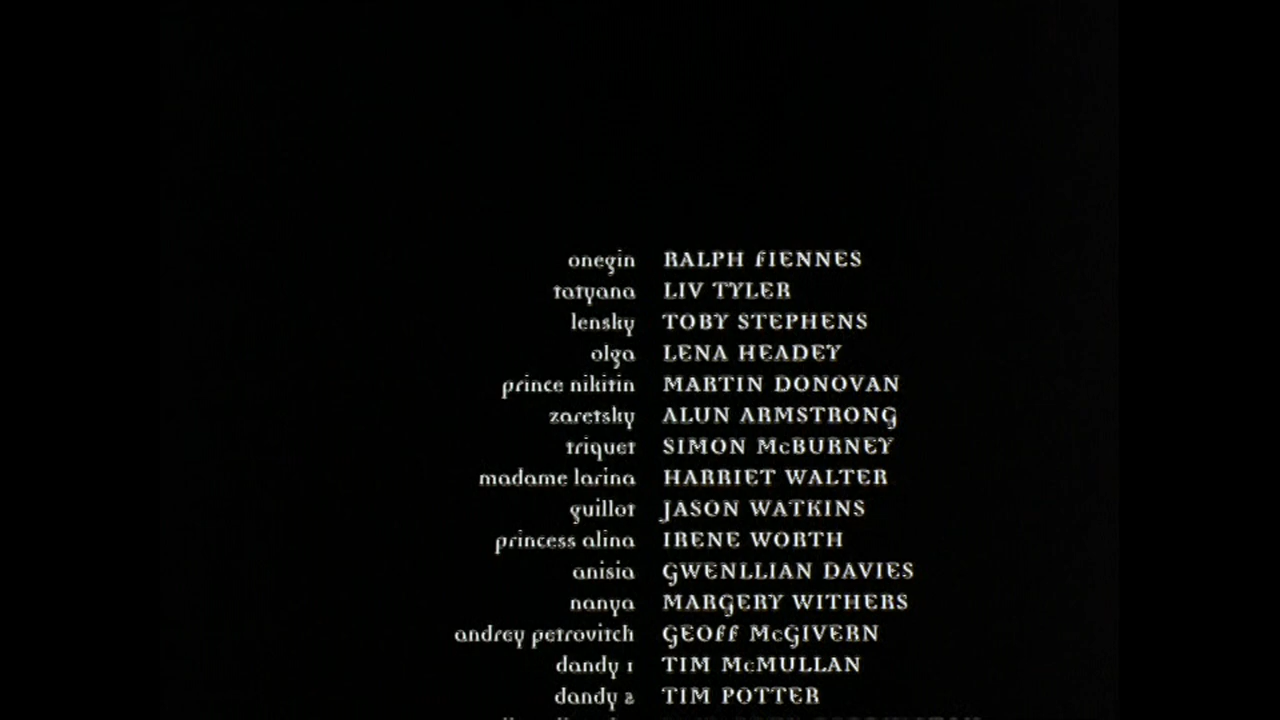 onegin RALPH FIENNES
tatyana LIV TYLER
lensky TOBY STEPHENS
olga LENA HEADEY
prince nikitin MARTIN DONOVAN
zaretsky ALUN ARMSTRONG
triquet SIMON McBURNEY
madame larina HARRIET WALTER
guillot JASON WATKINS
princess alina IRENE WORTH
anisia GWENLLIAN DAVIES
nanya MARGERY WITHERS
andrey petrovitch GEOFF McGIVERN
dandy 1 TIM McMULLAN
dandy 2 TIM POTTER